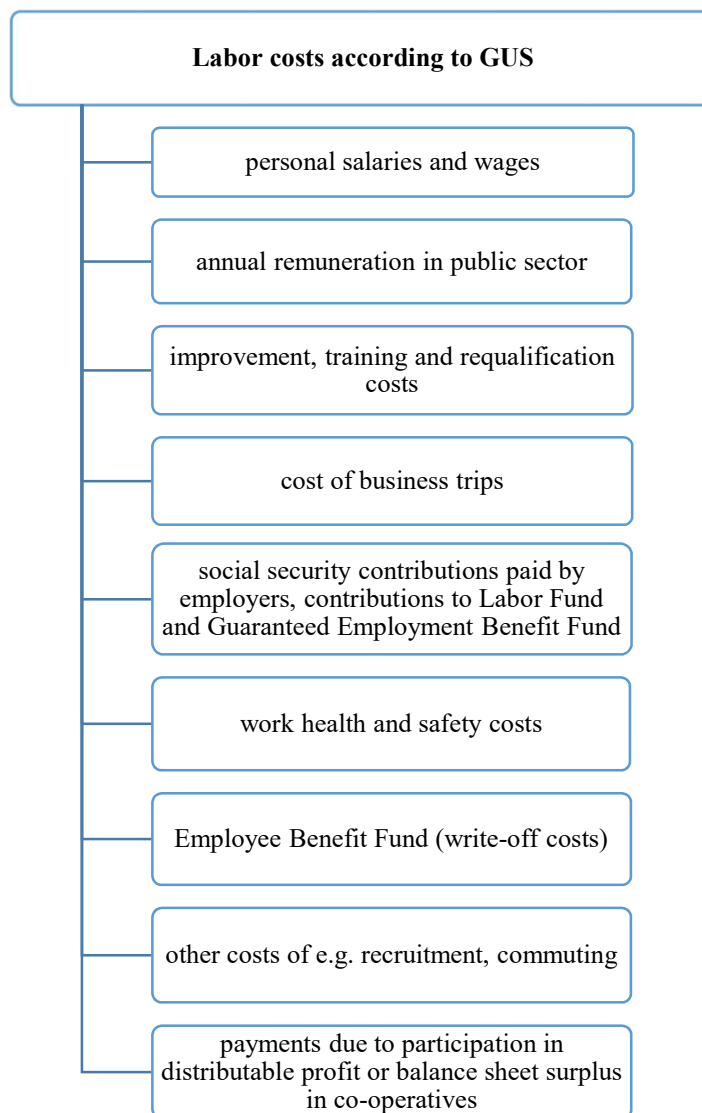 Labor costs according to GUS
personal salaries and wages
annual remuneration in public sector
improvement, training and requalification
costs
cost of business trips
social security contributions paid by
employers, contributions to Labor Fund
and Guaranteed Employment Benefit Fund
work health and safety costs
Employee Benefit Fund (write-off costs)
other costs of e.g. recruitment, commuting
payments due to participation in
distributable profit or balance sheet surplus
in co-operatives